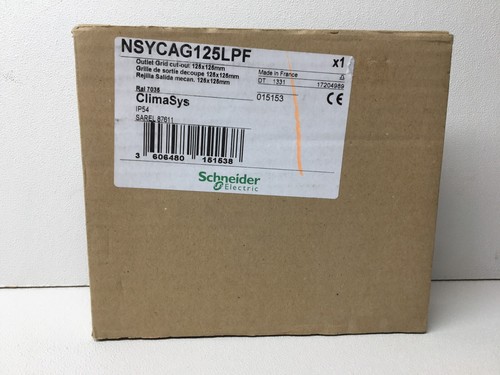 NSYCAG125LPF x1
Outlet Grid cut-out 125x125mm
Grille de sortie decoupe 125x125mm
Rejilla Salida mecan. 125x125mm
Made in France
DT : 1331 17204989
Ral 7035
ClimaSys 015153
IP54
SAREL 87611
CE
3 606480 151538
Schneider
Electric